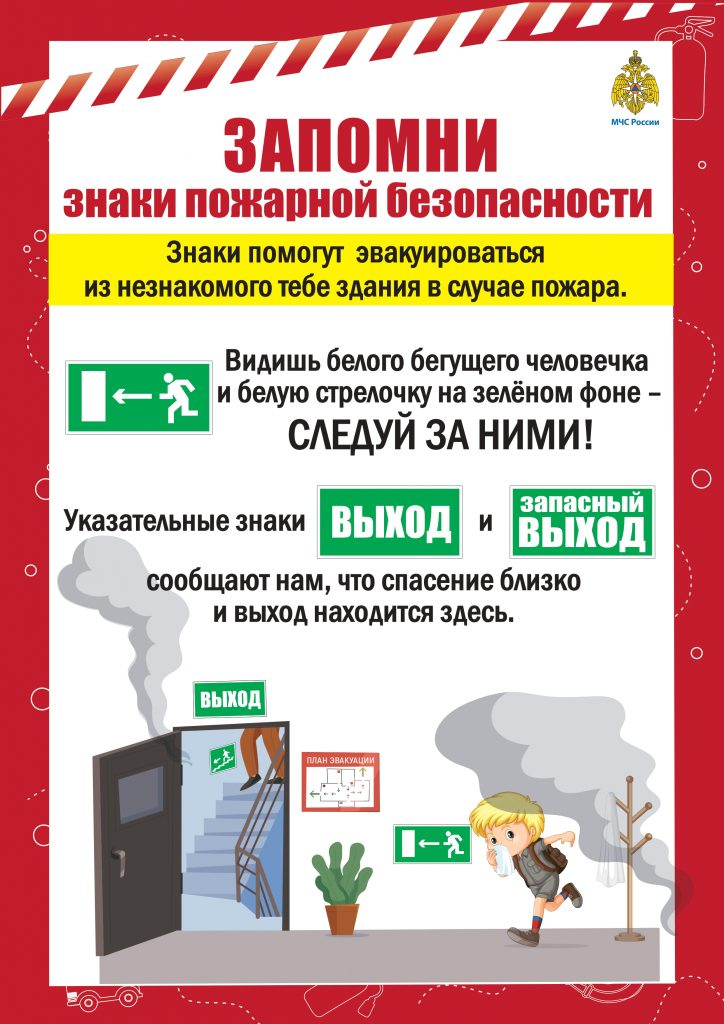 МЧС России
ЗАПОМНИ
знаки пожарной безопасности
Знаки помогут эвакуироваться
из незнакомого тебе здания в случае пожара.
Видишь белого бегущего человечка
и белую стрелочку на зелёном фоне –
СЛЕДУЙ ЗА НИМИ!
Указательные знаки ВЫХОД и запасный ВЫХОД
сообщают нам, что спасение близко
и выход находится здесь.
ВЫХОД
ПЛАН ЭВАКУАЦИИ